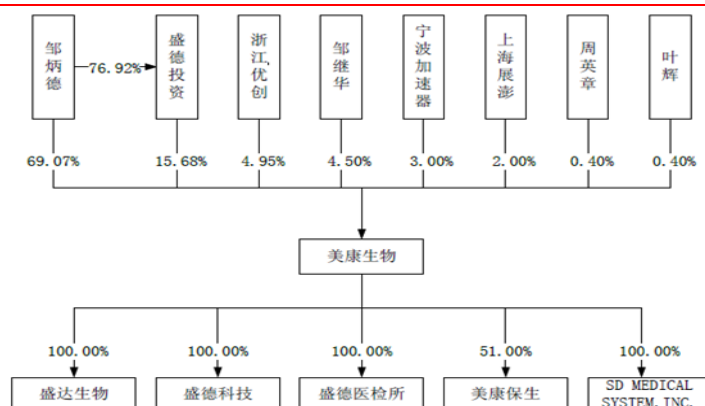 邹炳德
76.92%
盛德投资
浙江优创
邹继华
宁波加速器
上海展澎
周英章
叶辉
69.07%
15.68%
4.95%
4.50%
3.00%
2.00%
0.40%
0.40%
美康生物
100.00%
100.00%
100.00%
51.00%
100.00%
盛达生物
盛德科技
盛德医检所
美康保生
SD MEDICAL
SYSTEM, INC.